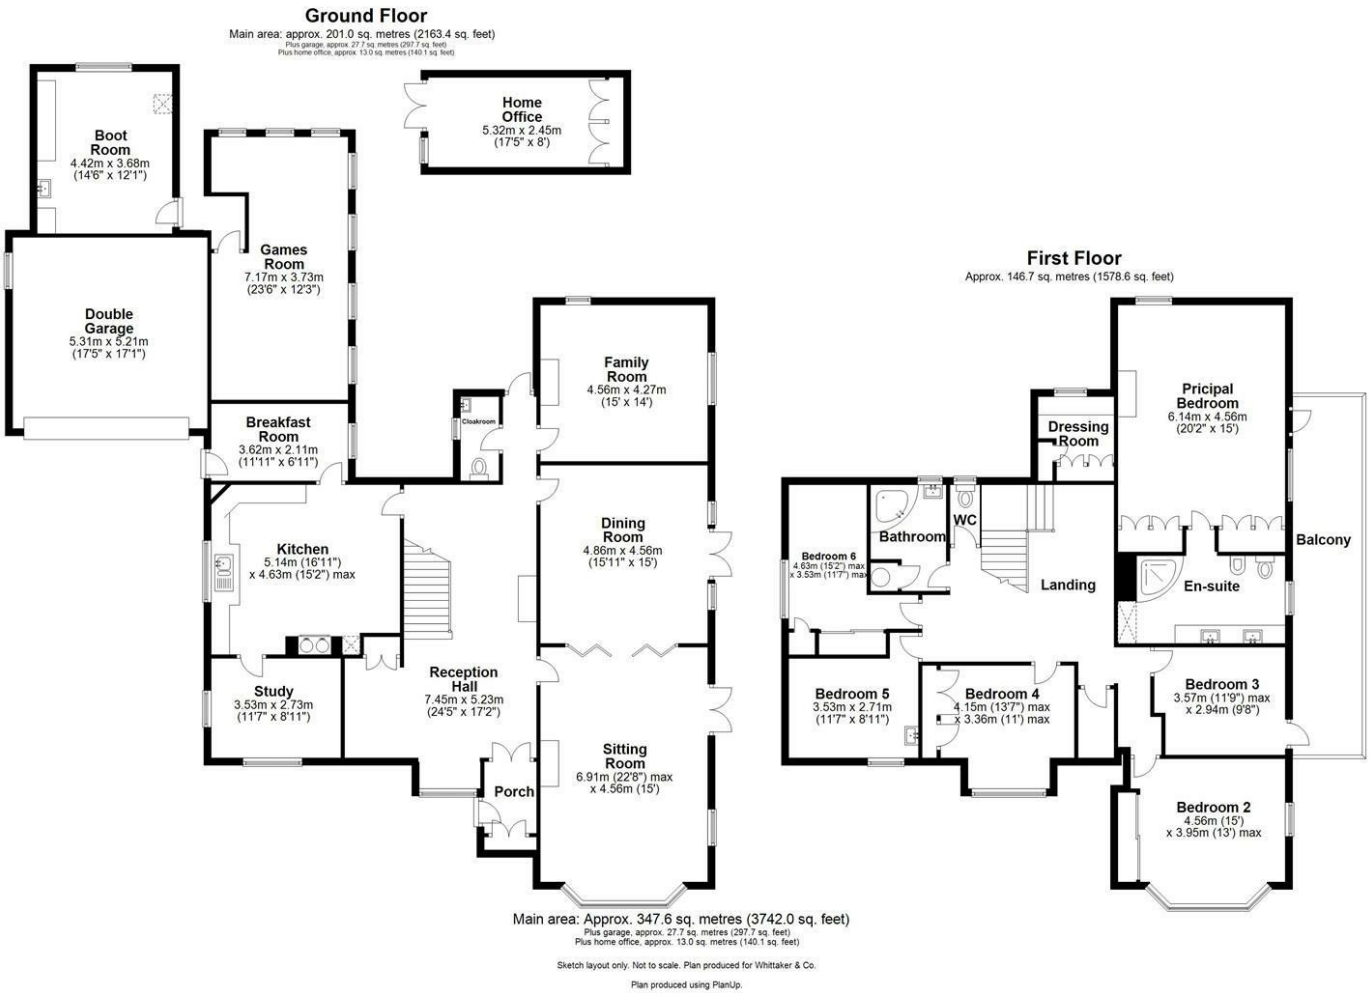 Ground Floor
Main area: approx. 201.0 sq. metres (2163.4 sq. feet)
Plus garage, approx. 27.7 sq. metres (297.7 sq. feet)
Plus home office, approx. 13.0 sq. metres (140.1 sq. feet)
Boot
Room
4.42m x 3.68m
(14'6" x 12'1")
Home
Office
5.32m x 2.45m
(17'5" x 8')
Games
Room
7.17m x 3.73m
(23'6" x 12'3")
Double
Garage
5.31m x 5.21m
(17'5" x 17'1")
Family
Room
4.56m x 4.27m
(15' x 14')
Breakfast
Room
3.62m x 2.11m
(11'11" x 6'11")
Cloakroom
Kitchen
5.14m (16'11")
x 4.63m (15'2") max
Dining
Room
4.86m x 4.56m
(15'11" x 15')
Study
3.53m x 2.73m
(11'7" x 8'11")
Reception
Hall
7.45m x 5.23m
(24'5" x 17'2")
Sitting
Room
6.91m (22'8") max
x 4.56m (15')
Porch
First Floor
Approx. 146.7 sq. metres (1578.6 sq. feet)
Pricipal
Bedroom
6.14m x 4.56m
(20'2" x 15')
Dressing
Room
Bathroom
WC
Balcony
Bedroom 6
4.63m (15'2") max
x 3.53m (11'7") max
Landing
En-suite
Bedroom 5
3.53m x 2.71m
(11'7" x 8'11")
Bedroom 4
4.15m (13'7") max
x 3.36m (11') max
Bedroom 3
3.57m (11'9") max
x 2.94m (9'8")
Bedroom 2
4.56m (15')
x 3.95m (13') max
Main area: Approx. 347.6 sq. metres (3742.0 sq. feet)
Plus garage, approx. 27.7 sq. metres (297.7 sq. feet)
Plus home office, approx. 13.0 sq. metres (140.1 sq. feet)
Sketch layout only. Not to scale. Plan produced for Whittaker & Co.
Plan produced using PlanUp.